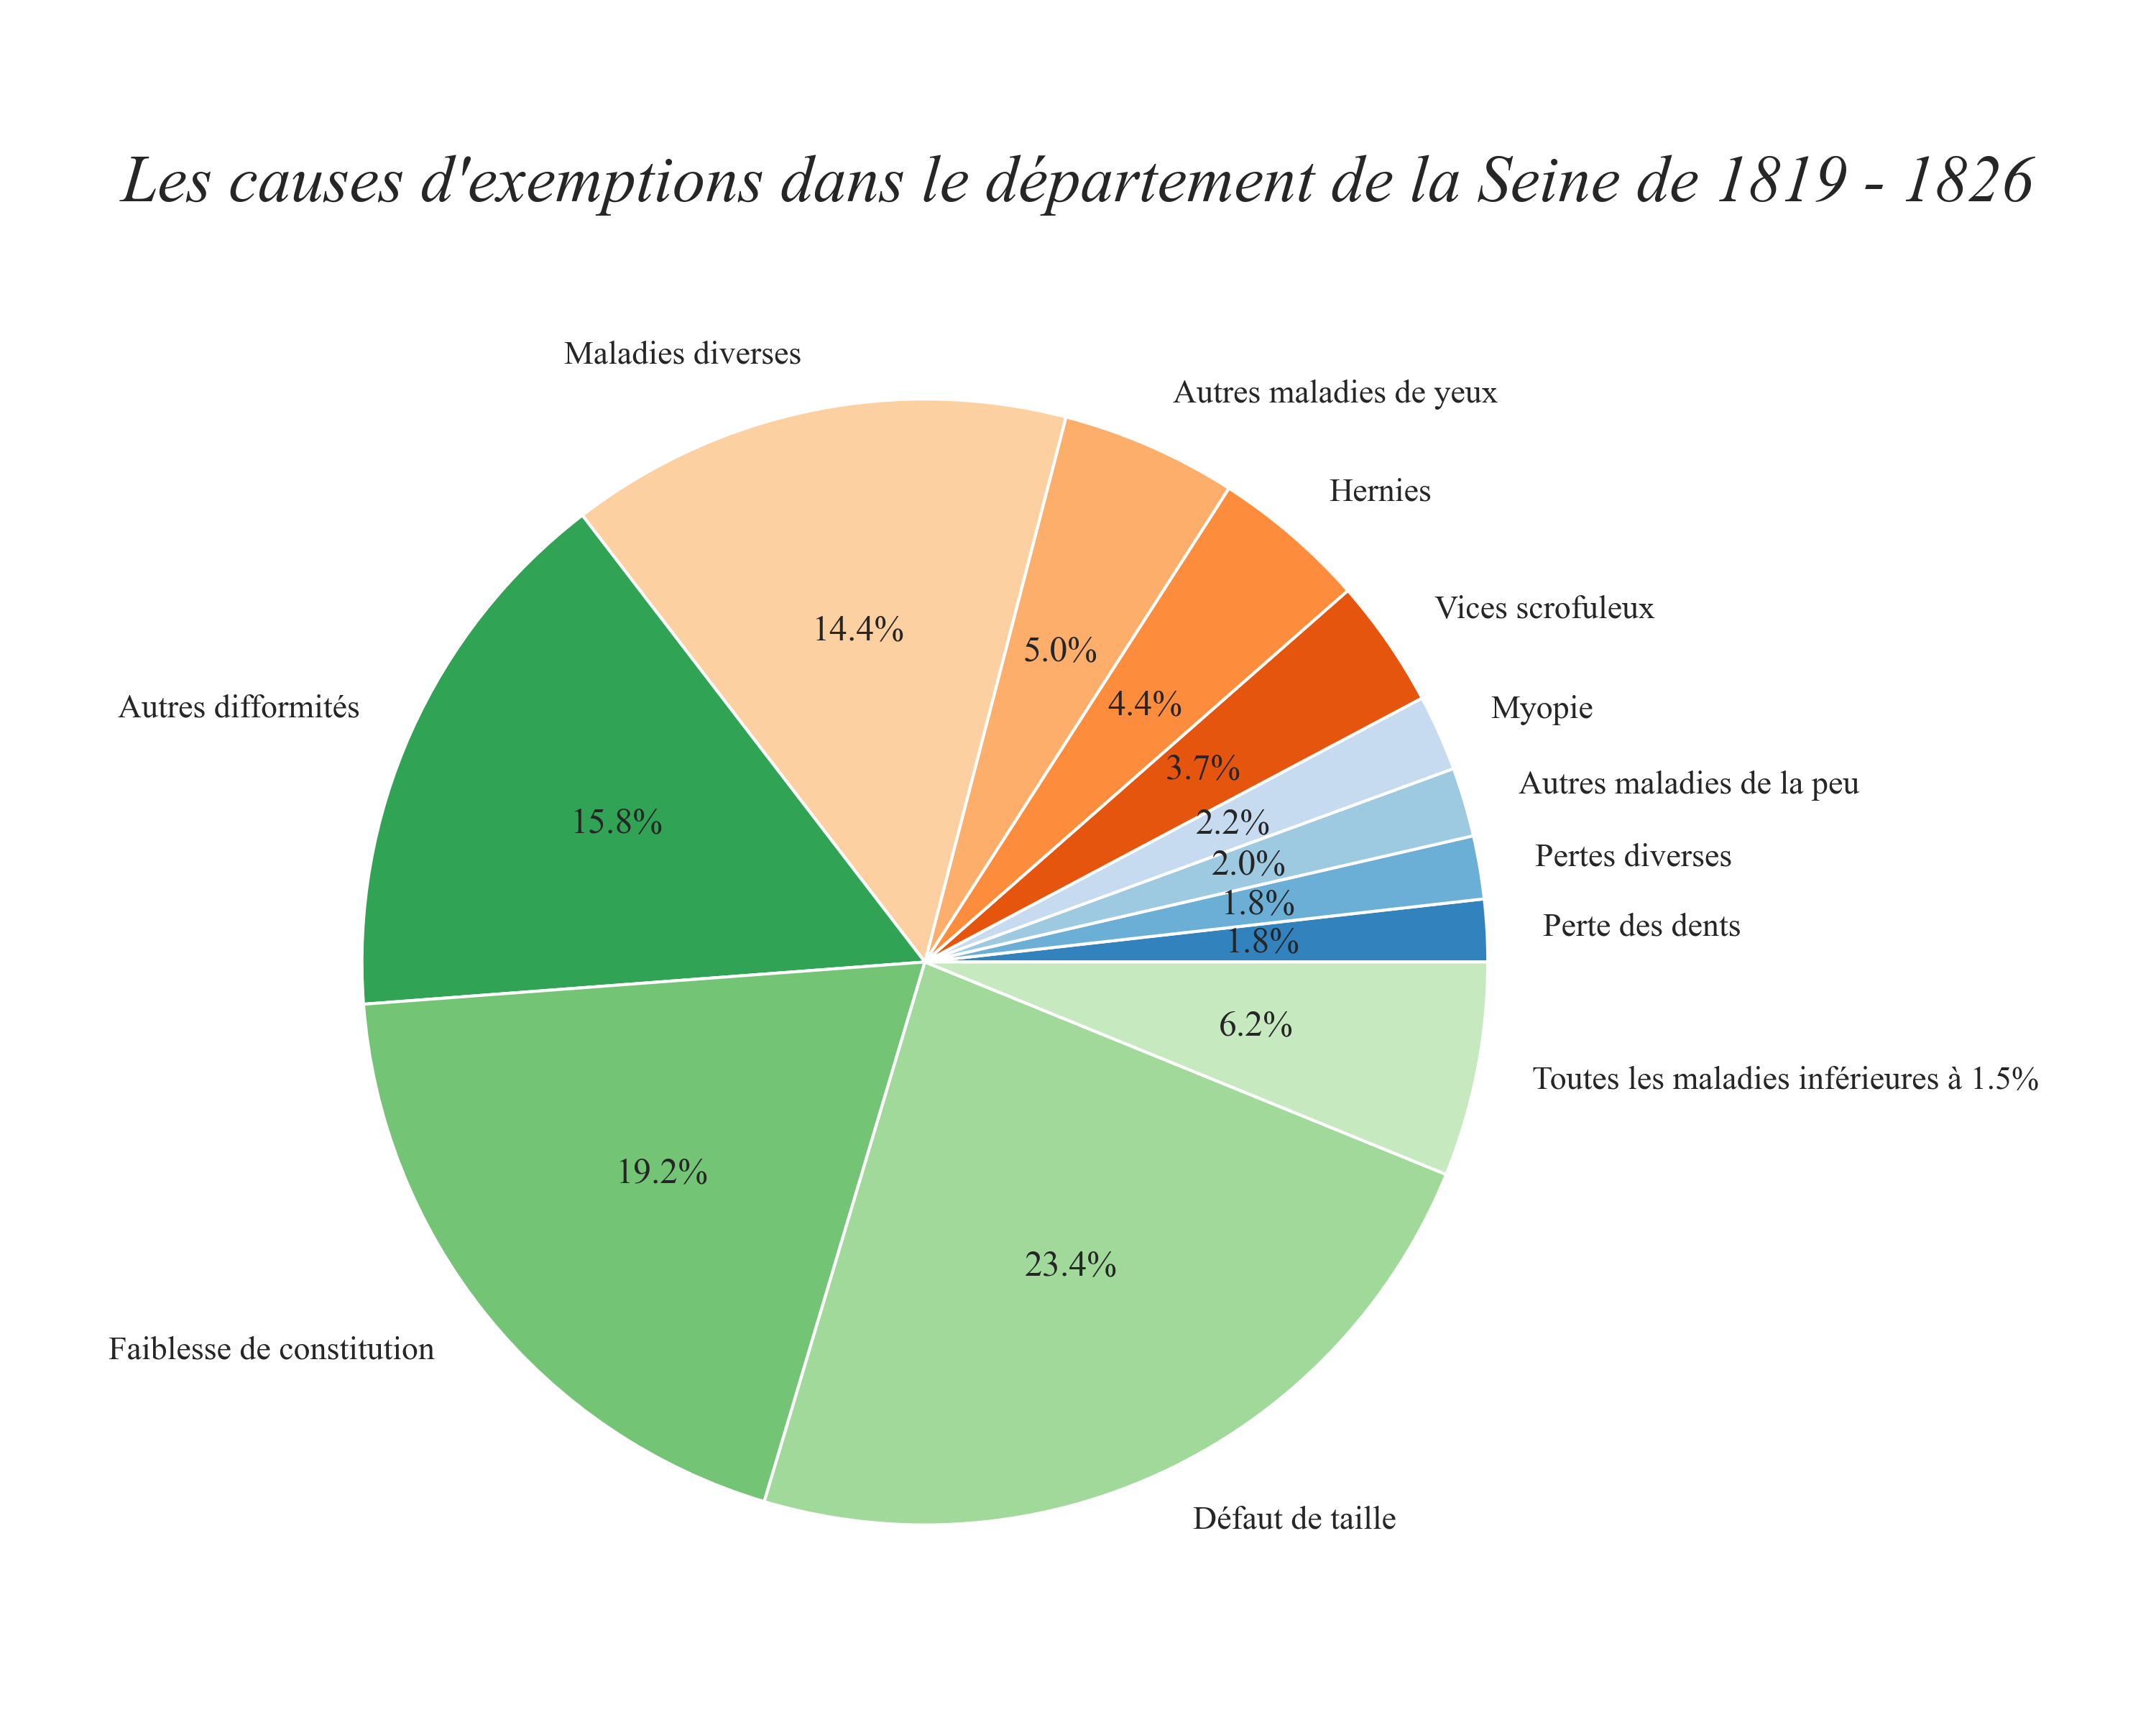 Les causes d'exemptions dans le département de la Seine de 1819 - 1826
Maladies diverses
Autres maladies de yeux
Hernies
Vices scrofuleux
Myopie
Autres maladies de la peu
Pertes diverses
Perte des dents
Autres difformités
Faiblesse de constitution
Défaut de taille
Toutes les maladies inférieures à 1.5%
14.4%
5.0%
4.4%
3.7%
2.2%
2.0%
1.8%
1.8%
15.8%
19.2%
23.4%
6.2%